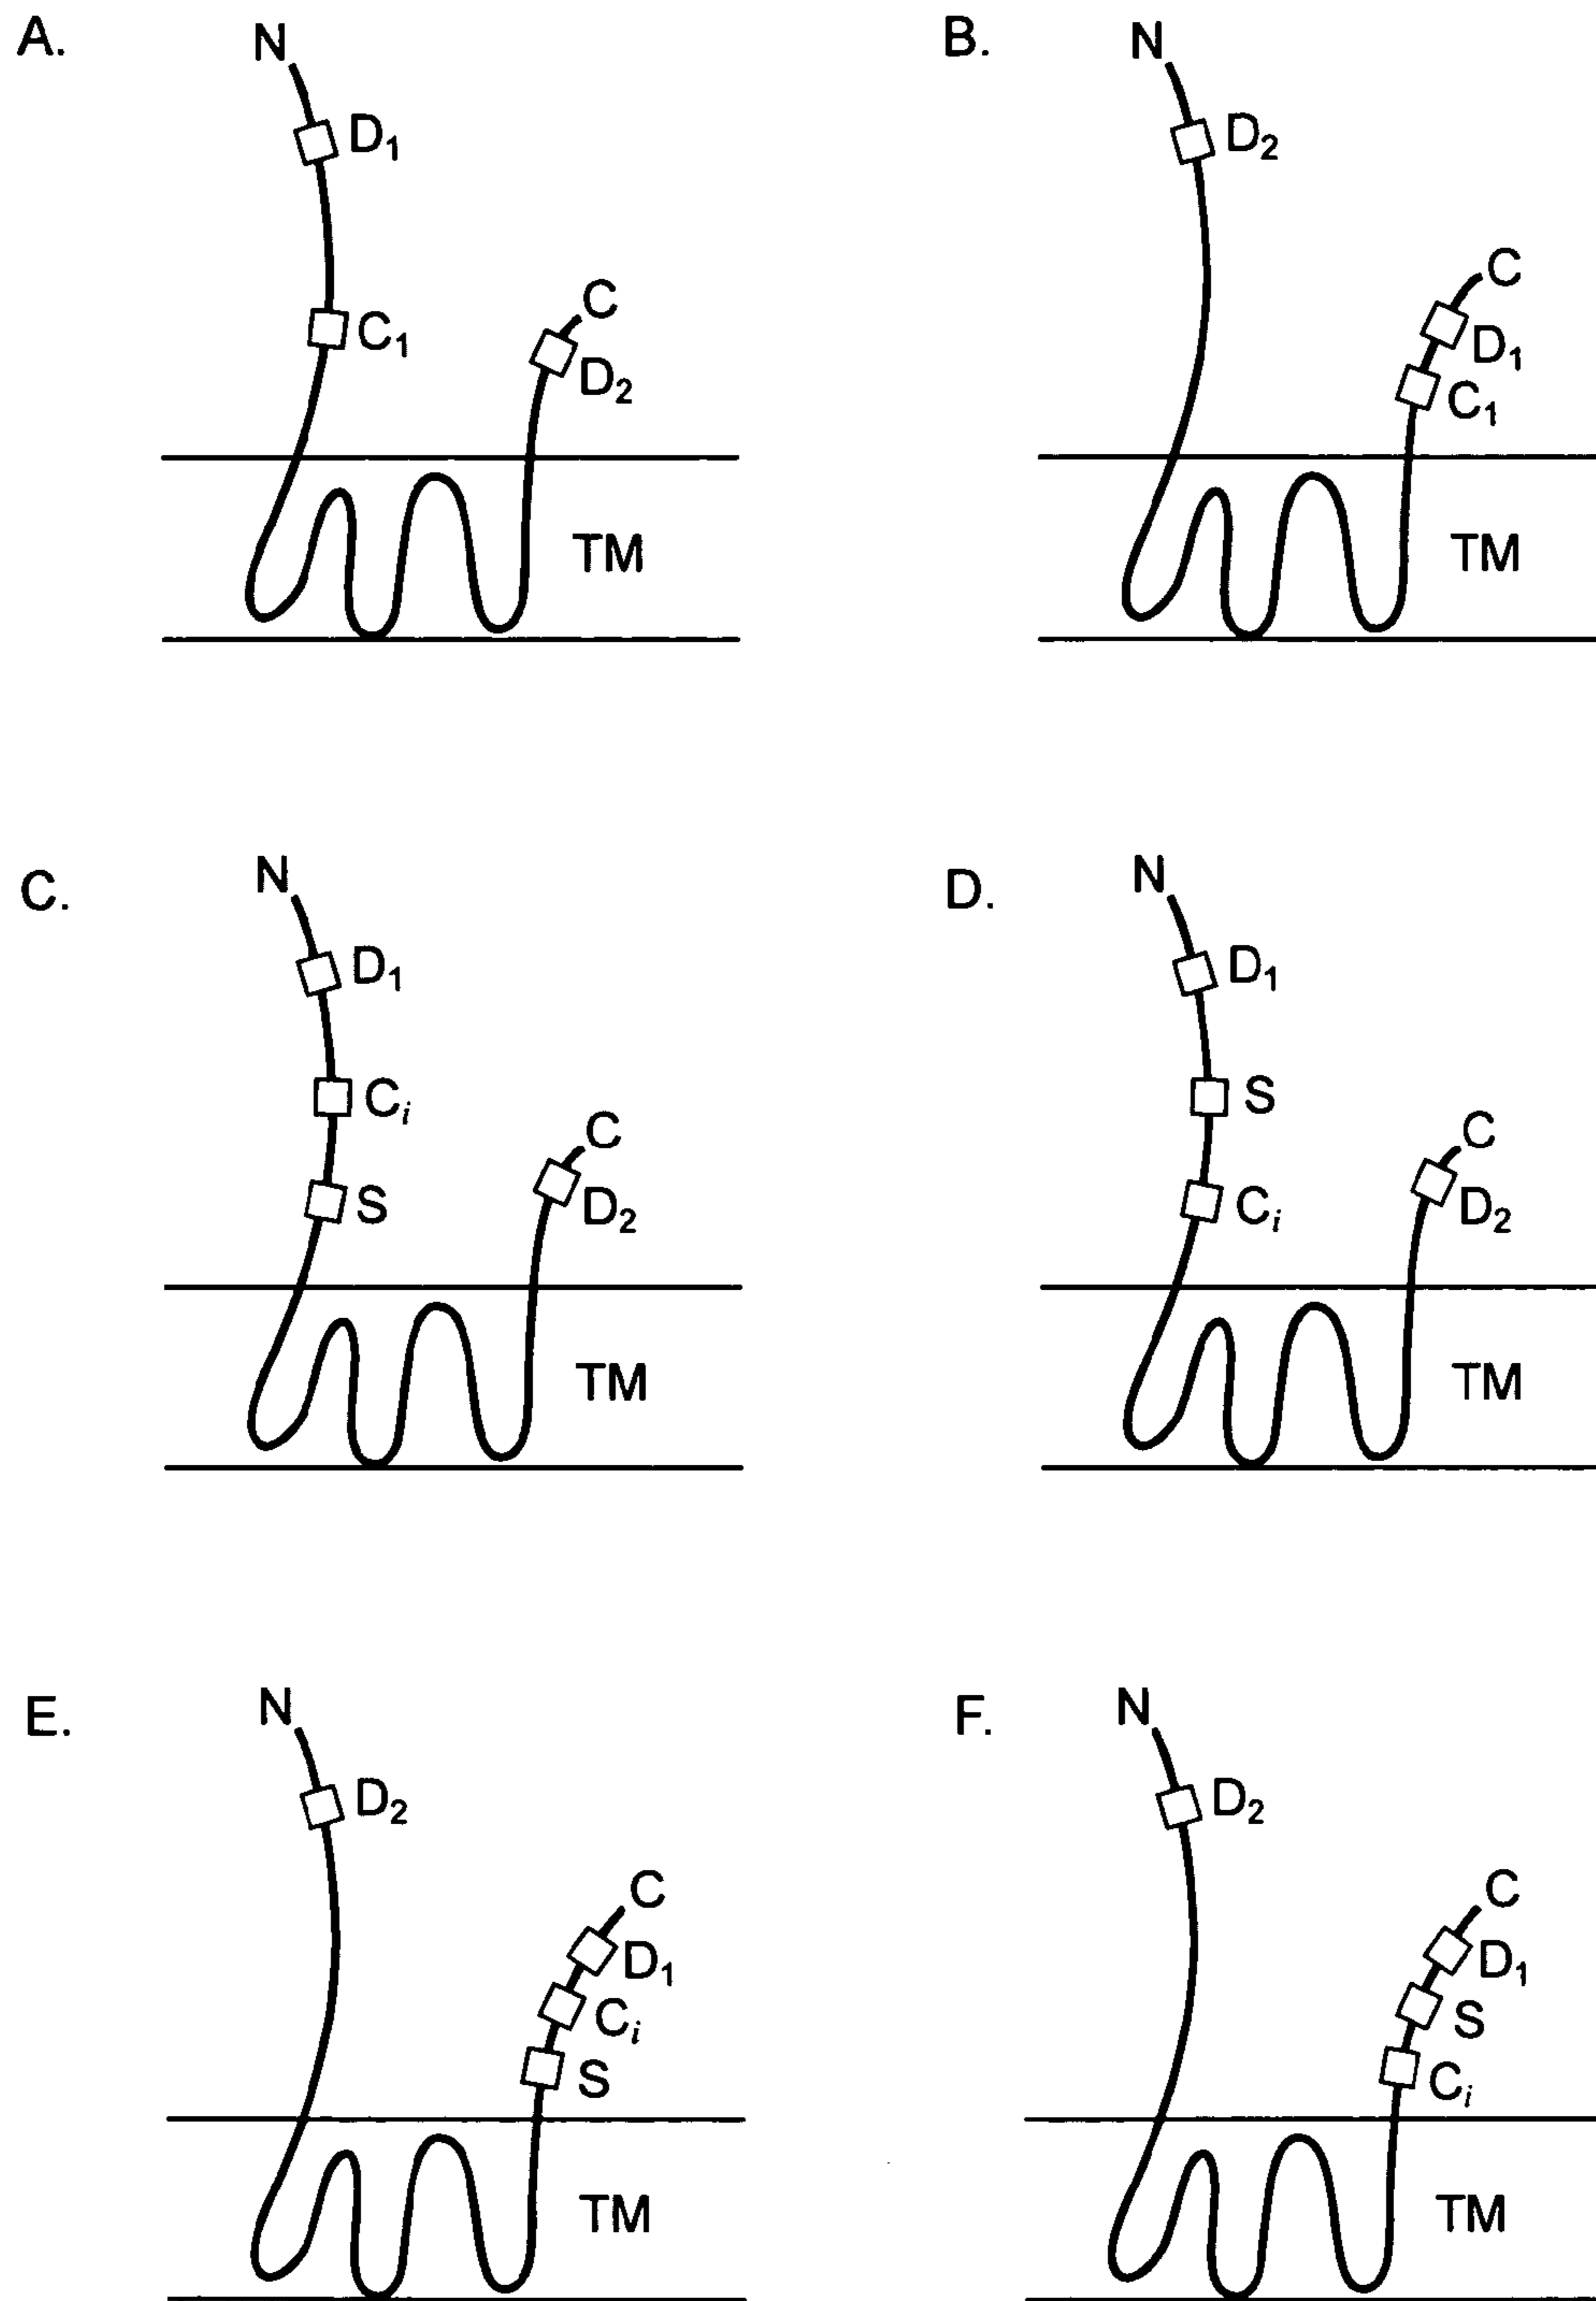 A.
N
D₁
C₁
C
D₂
TM
B.
N
D₂
C
D₁
C₁
TM
C.
N
D₁
Cᵢ
S
C
D₂
TM
D.
N
D₁
S
Cᵢ
C
D₂
TM
E.
N
D₂
C
D₁
Cᵢ
S
TM
F.
N
D₂
C
D₁
S
Cᵢ
TM